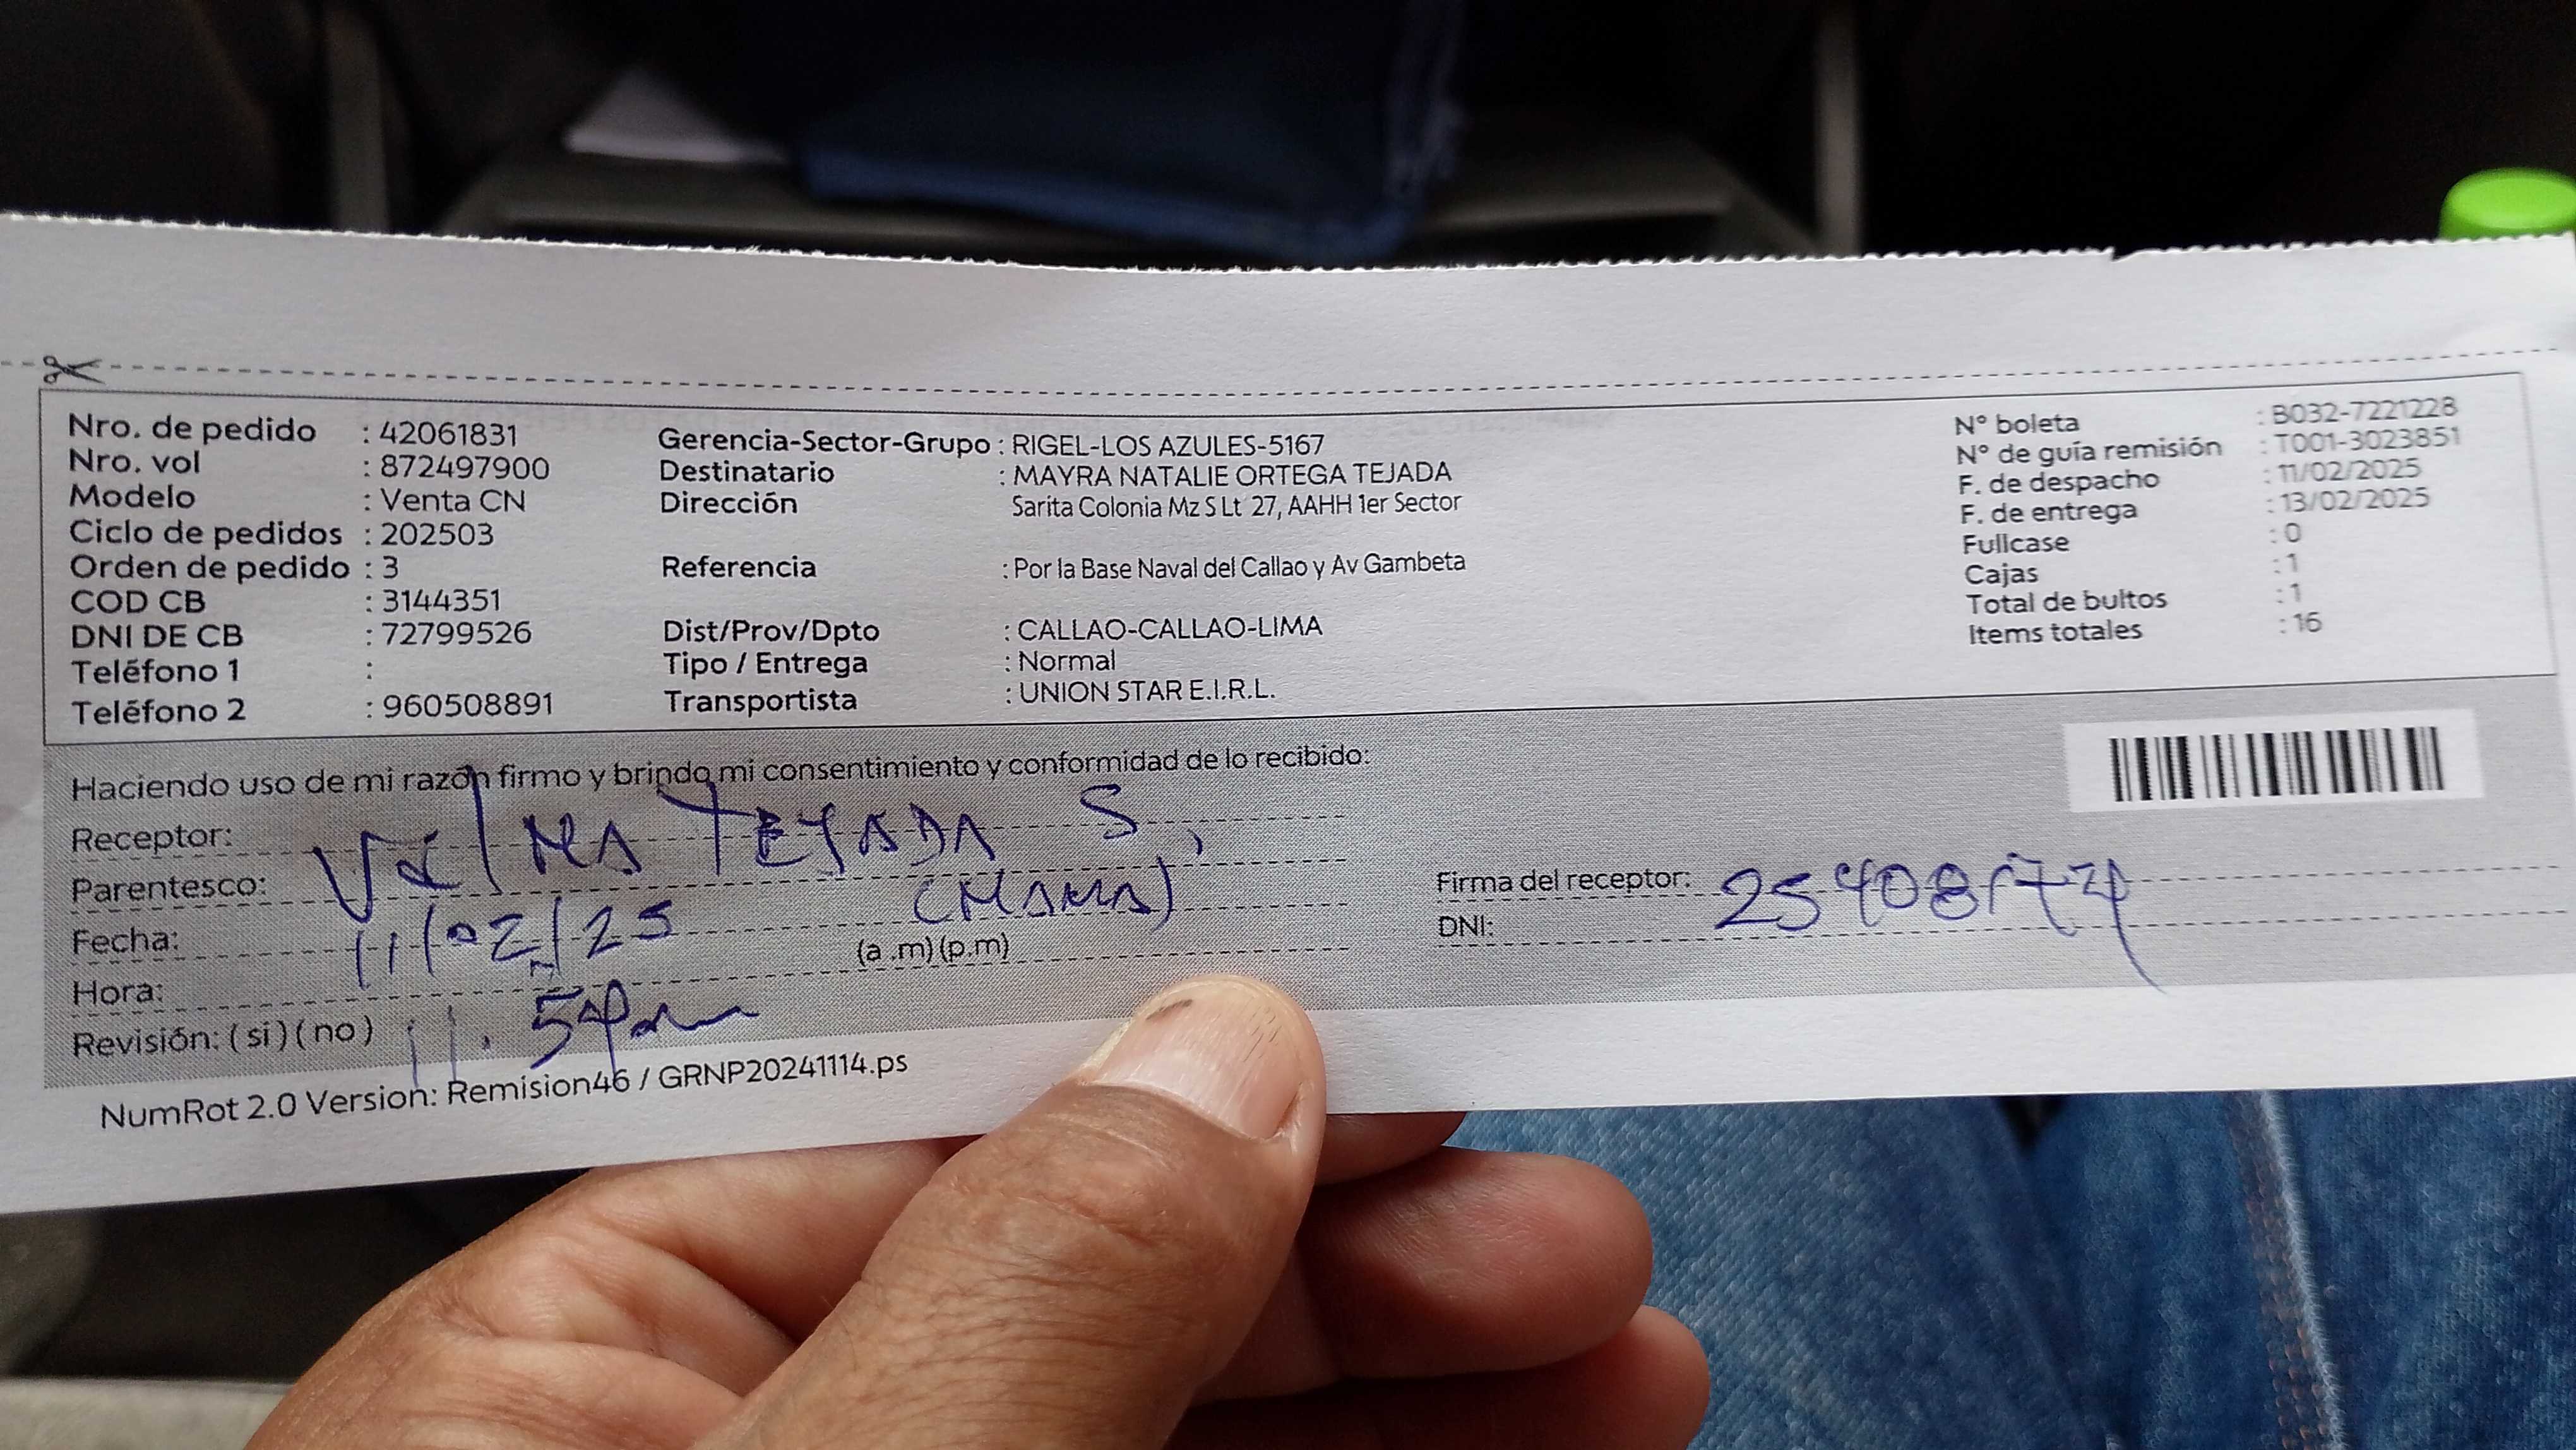 Nro. de pedido : 42061831
Nro. vol : 872497900
Modelo : Venta CN
Ciclo de pedidos : 202503
Orden de pedido : 3
COD CB : 3144351
DNI DE CB : 72799526
Teléfono 1 :
Teléfono 2 : 960508891
Gerencia-Sector-Grupo : RIGEL-LOS AZULES-5167
Destinatario : MAYRA NATALIE ORTEGA TEJADA
Dirección Sarita Colonia Mz S Lt 27, AAHH 1er Sector
Referencia : Por la Base Naval del Callao y Av Gambeta
Dist/Prov/Dpto : CALLAO-CALLAO-LIMA
Tipo / Entrega : Normal
Transportista : UNION STAR E.I.R.L.
N° boleta : B032-7221228
N° de guía remisión : T001-3023851
F. de despacho : 11/02/2025
F. de entrega : 13/02/2025
Fullcase : 0
Cajas : 1
Total de bultos : 1
Items totales : 16
Haciendo uso de mi razón firmo y brindo mi consentimiento y conformidad de lo recibido:
Receptor: TEJADA S,
Parentesco: (MAMA)
Fecha: 11/02/25
(a .m) (p.m)
Hora:
Revisión: ( si ) ( no )
Firma del receptor:
DNI:
NumRot 2.0 Version: Remision46 / GRNP20241114.ps